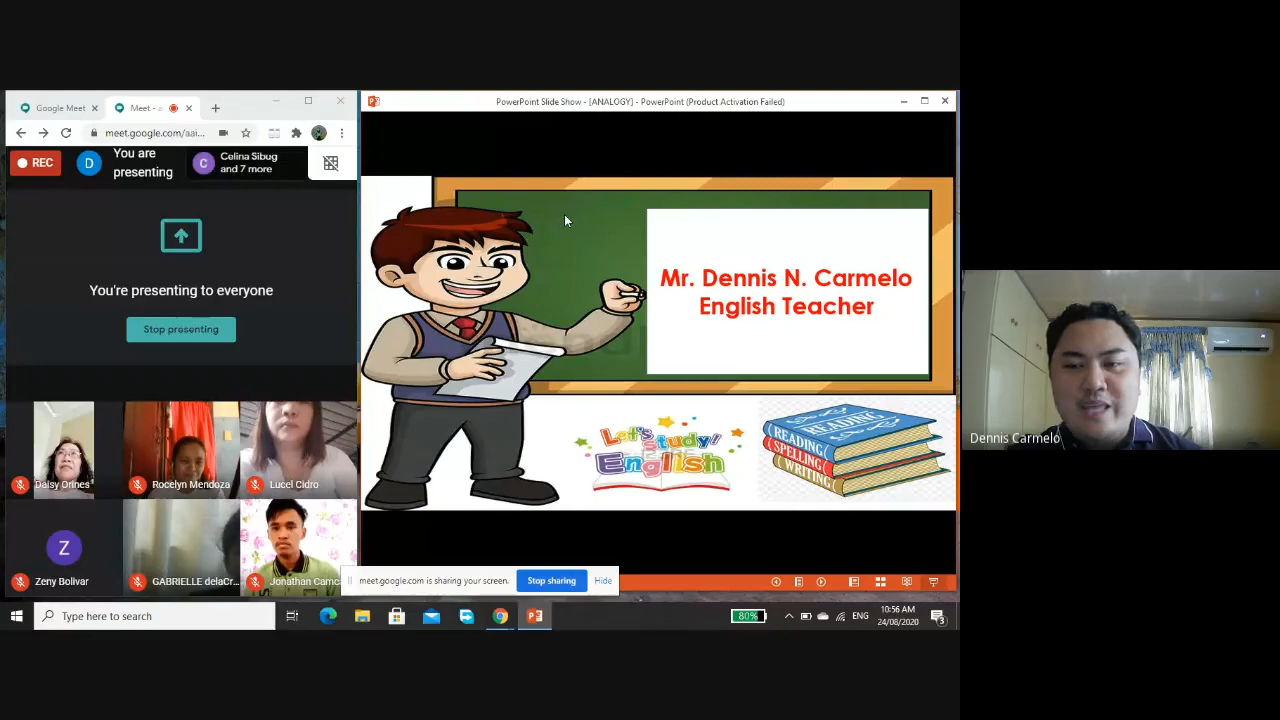 Google Meet
Meet - a
meet.google.com/aai...
REC
D
You are
presenting
C
Celina Sibug
and 7 more
You're presenting to everyone
Stop presenting
Daisy Orines
Rocelyn Mendoza
Lucel Cidro
Z
Zeny Bolivar
GABRIELLE delaCr...
Jonathan Camc
PowerPoint Slide Show - [ANALOGY] - PowerPoint (Product Activation Failed)
Mr. Dennis N. Carmelo
English Teacher
Let's Study!
English
READING
READING
SPELLING
WRITING
meet.google.com is sharing your screen.
Stop sharing
Hide
Type here to search
80%
ENG
10:56 AM
24/08/2020
3
Dennis Carmelo